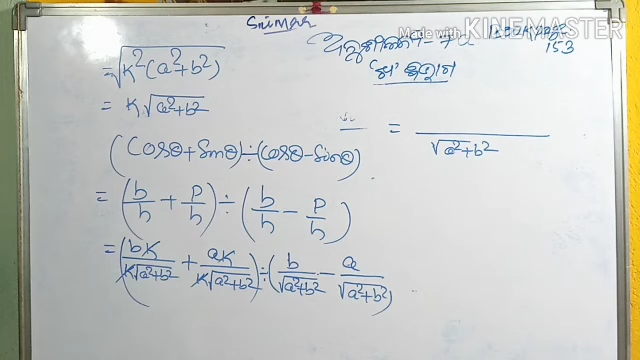 Made with KINEMASTER
153
= √K²(a²+b²)
= K √a²+b²
(Cosθ+Sinθ)÷(Cosθ-Sinθ)
= (b/h + P/h) ÷ (b/h - P/h)
= (bK/K√a²+b² + aK/K√a²+b²) ÷ (b/√a²+b² - a/√a²+b²)
= ⁄√a²+b²